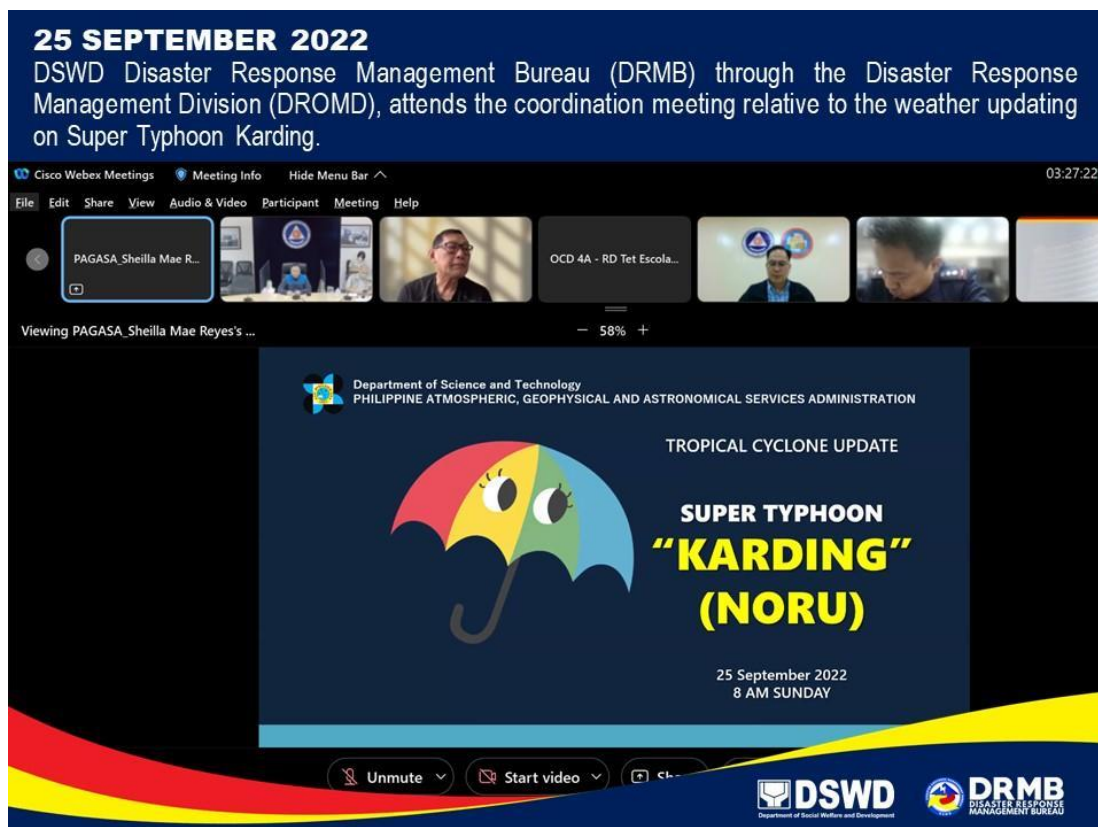 25 SEPTEMBER 2022
DSWD Disaster Response Management Bureau (DRMB) through the Disaster Response
Management Division (DROMD), attends the coordination meeting relative to the weather updating
on Super Typhoon Karding.
Cisco Webex Meetings Meeting Info Hide Menu Bar 03:27:22
File Edit Share View Audio & Video Participant Meeting Help
PAGASA_Sheilla Mae R... OCD 4A - RD Tet Escola...
Viewing PAGASA_Sheilla Mae Reyes's ... − 58% +
Department of Science and Technology
PHILIPPINE ATMOSPHERIC, GEOPHYSICAL AND ASTRONOMICAL SERVICES ADMINISTRATION
TROPICAL CYCLONE UPDATE
SUPER TYPHOON
“KARDING”
(NORU)
25 September 2022
8 AM SUNDAY
Unmute Start video
DSWD
Department of Social Welfare and Development
DRMB
DISASTER RESPONSE
MANAGEMENT BUREAU